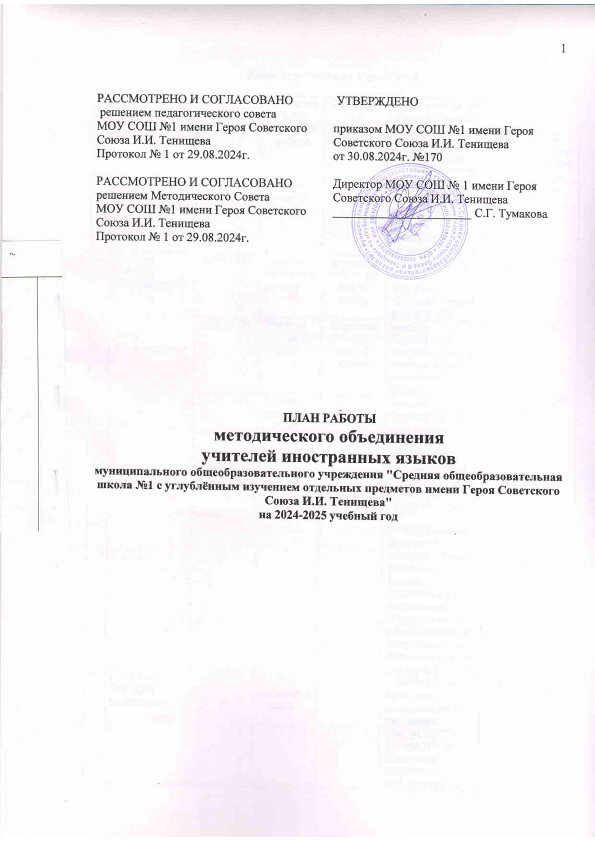 1
РАССМОТРЕНО И СОГЛАСОВАНО
решением педагогического совета
МОУ СОШ №1 имени Героя Советского
Союза И.И. Тенищева
Протокол № 1 от 29.08.2024г.
РАССМОТРЕНО И СОГЛАСОВАНО
решением Методического Совета
МОУ СОШ №1 имени Героя Советского
Союза И.И. Тенищева
Протокол № 1 от 29.08.2024г.
УТВЕРЖДЕНО
приказом МОУ СОШ №1 имени Героя
Советского Союза И.И. Тенищева
от 30.08.2024г. №170
Директор МОУ СОШ № 1 имени Героя
Советского Союза И.И. Тенищева
С.Г. Тумакова
ПЛАН РАБОТЫ
методического объединения
учителей иностранных языков
муниципального общеобразовательного учреждения "Средняя общеобразовательная
школа №1 с углублённым изучением отдельных предметов имени Героя Советского
Союза И.И. Тенищева"
на 2024-2025 учебный год